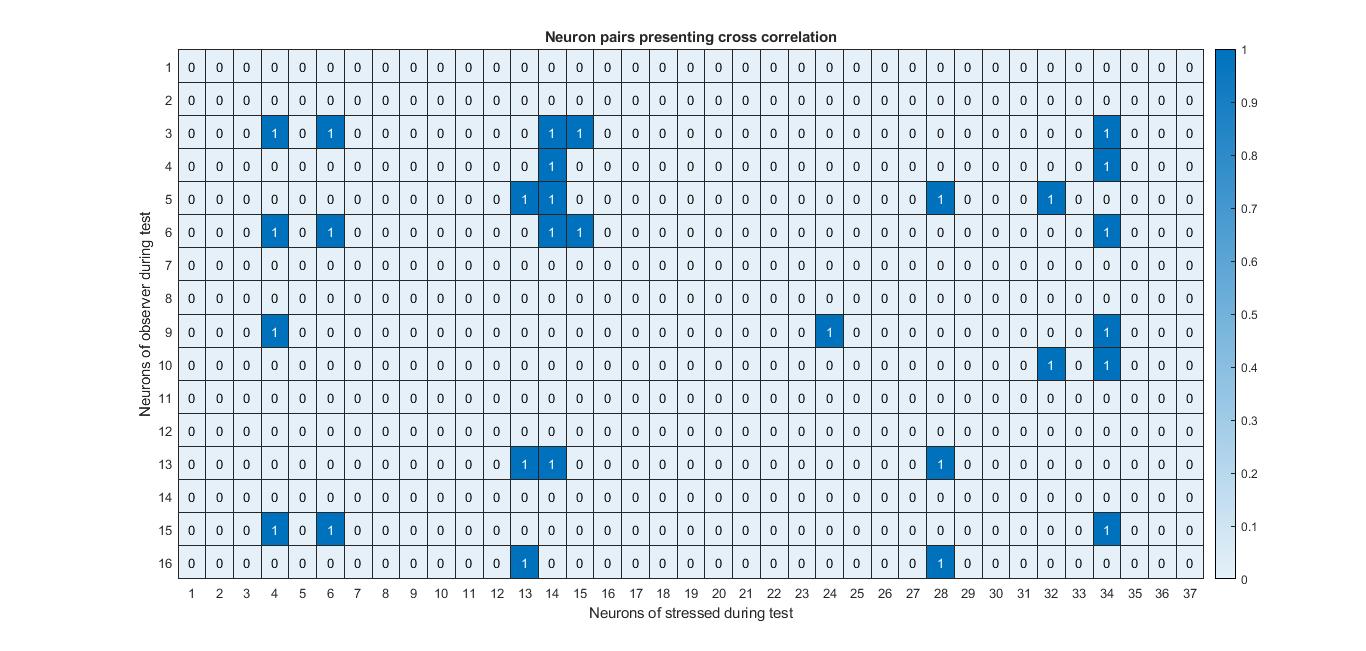 Neuron pairs presenting cross correlation
1 0 0 0 0 0 0 0 0 0 0 0 0 0 0 0 0 0 0 0 0 0 0 0 0 0 0 0 0 0 0 0 0 0 0 0 0 0
2 0 0 0 0 0 0 0 0 0 0 0 0 0 0 0 0 0 0 0 0 0 0 0 0 0 0 0 0 0 0 0 0 0 0 0 0 0
3 0 0 0 1 0 1 0 0 0 0 0 0 0 1 1 0 0 0 0 0 0 0 0 0 0 0 0 0 0 0 0 0 0 1 0 0 0
4 0 0 0 0 0 0 0 0 0 0 0 0 0 1 0 0 0 0 0 0 0 0 0 0 0 0 0 0 0 0 0 0 0 1 0 0 0
5 0 0 0 0 0 0 0 0 0 0 0 0 1 1 0 0 0 0 0 0 0 0 0 0 0 0 0 1 0 0 0 1 0 0 0 0 0
6 0 0 0 1 0 1 0 0 0 0 0 0 0 1 1 0 0 0 0 0 0 0 0 0 0 0 0 0 0 0 0 0 0 1 0 0 0
7 0 0 0 0 0 0 0 0 0 0 0 0 0 0 0 0 0 0 0 0 0 0 0 0 0 0 0 0 0 0 0 0 0 0 0 0 0
8 0 0 0 0 0 0 0 0 0 0 0 0 0 0 0 0 0 0 0 0 0 0 0 0 0 0 0 0 0 0 0 0 0 0 0 0 0
9 0 0 0 1 0 0 0 0 0 0 0 0 0 0 0 0 0 0 0 0 0 0 0 1 0 0 0 0 0 0 0 0 0 1 0 0 0
10 0 0 0 0 0 0 0 0 0 0 0 0 0 0 0 0 0 0 0 0 0 0 0 0 0 0 0 0 0 0 0 1 0 1 0 0 0
11 0 0 0 0 0 0 0 0 0 0 0 0 0 0 0 0 0 0 0 0 0 0 0 0 0 0 0 0 0 0 0 0 0 0 0 0 0
12 0 0 0 0 0 0 0 0 0 0 0 0 0 0 0 0 0 0 0 0 0 0 0 0 0 0 0 0 0 0 0 0 0 0 0 0 0
13 0 0 0 0 0 0 0 0 0 0 0 0 1 1 0 0 0 0 0 0 0 0 0 0 0 0 0 1 0 0 0 0 0 0 0 0 0
14 0 0 0 0 0 0 0 0 0 0 0 0 0 0 0 0 0 0 0 0 0 0 0 0 0 0 0 0 0 0 0 0 0 0 0 0 0
15 0 0 0 1 0 1 0 0 0 0 0 0 0 0 0 0 0 0 0 0 0 0 0 0 0 0 0 0 0 0 0 0 0 1 0 0 0
16 0 0 0 0 0 0 0 0 0 0 0 0 1 0 0 0 0 0 0 0 0 0 0 0 0 0 0 1 0 0 0 0 0 0 0 0 0
1 2 3 4 5 6 7 8 9 10 11 12 13 14 15 16 17 18 19 20 21 22 23 24 25 26 27 28 29 30 31 32 33 34 35 36 37
Neurons of stressed during test
Neurons of observer during test
1
0.9
0.8
0.7
0.6
0.5
0.4
0.3
0.2
0.1
0